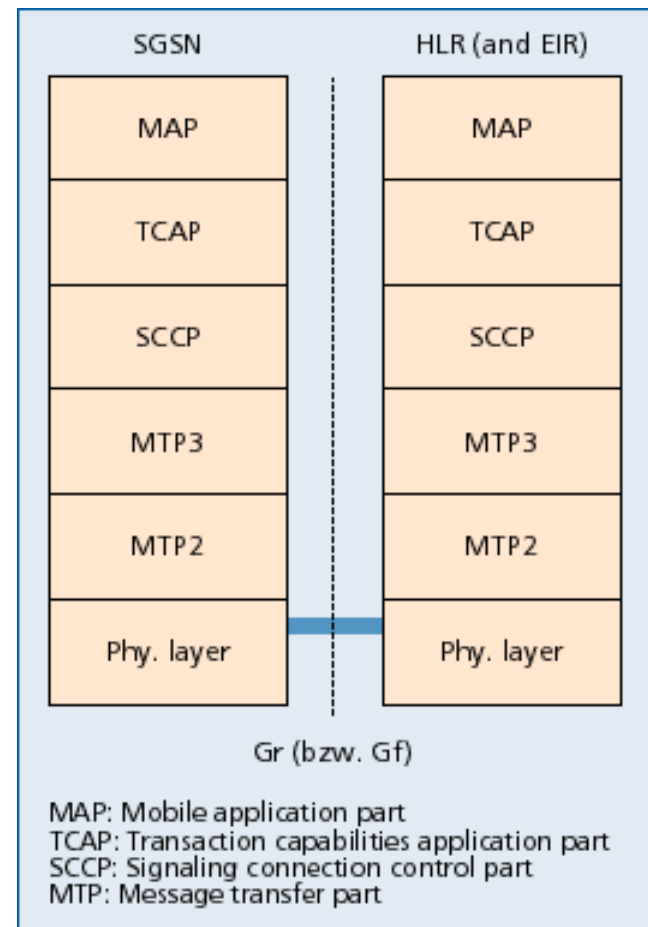 SGSN
HLR (and EIR)
MAP
MAP
TCAP
TCAP
SCCP
SCCP
MTP3
MTP3
MTP2
MTP2
Phy. layer
Phy. layer
Gr (bzw. Gf)
MAP: Mobile application part
TCAP: Transaction capabilities application part
SCCP: Signaling connection control part
MTP: Message transfer part